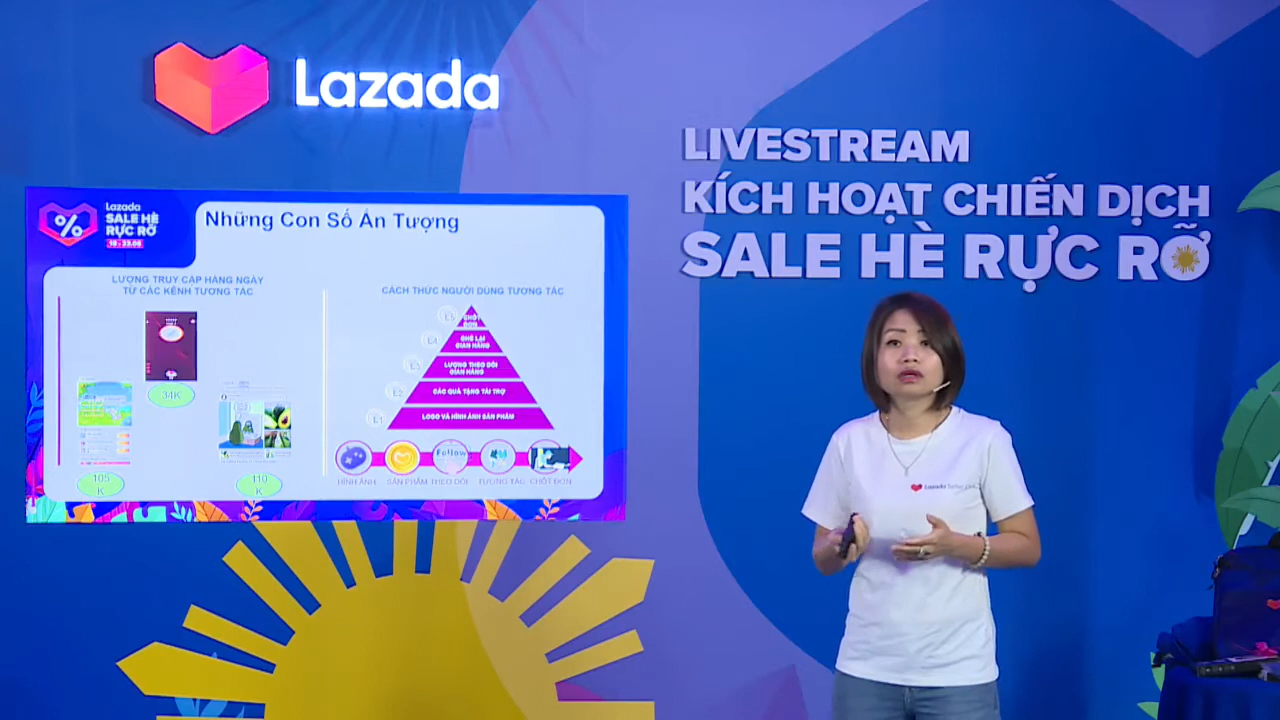 Lazada
LIVESTREAM
KÍCH HOẠT CHIẾN DỊCH
SALE HÈ RỰC RỠ
%
Lazada
SALE HÈ
RỰC RỠ
Những Con Số Ấn Tượng
LƯỢNG TRUY CẬP HÀNG NGÀY
TỪ CÁC KÊNH TƯƠNG TÁC
34K
105
K
110
K
CÁCH THỨC NGƯỜI DÙNG TƯƠNG TÁC
CHỐT
ĐƠN
GHÉ LẠI
GIAN HÀNG
LƯỢNG THEO DÕI
GIAN HÀNG
CÁC QUÀ TẶNG TÀI TRỢ
LOGO VÀ HÌNH ẢNH SẢN PHẨM
Follow
HÌNH ẢNH
SẢN PHẨM
THEO DÕI
TƯƠNG TÁC
CHỐT ĐƠN
Lazada